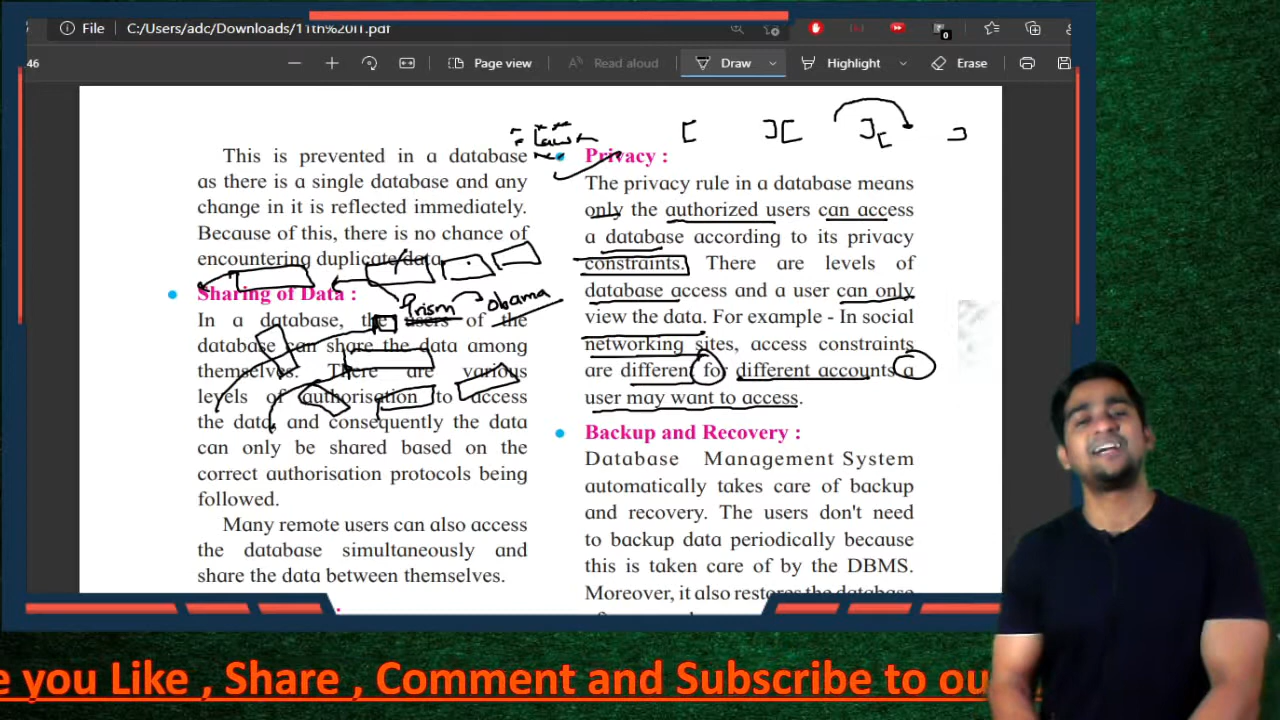 File C:/Users/adc/Downloads/11th%20IT.pdf
0
46
Page view
Read aloud
Draw
Highlight
Erase
This is prevented in a database
as there is a single database and any
change in it is reflected immediately.
Because of this, there is no chance of
encountering duplicate data.
Sharing of Data :
Prism Obama
In a database, the users of the
database can share the data among
themselves. There are various
levels of authorisation to access
the data, and consequently the data
can only be shared based on the
correct authorisation protocols being
followed.
Many remote users can also access
the database simultaneously and
share the data between themselves.
:
Law
[ ] [ ] [ ]
Privacy :
The privacy rule in a database means
only the authorized users can access
a database according to its privacy
constraints. There are levels of
database access and a user can only
view the data. For example - In social
networking sites, access constraints
are different for different accounts a
user may want to access.
Backup and Recovery :
Database Management System
automatically takes care of backup
and recovery. The users don't need
to backup data periodically because
this is taken care of by the DBMS.
Moreover, it also restores the database
e you Like , Share , Comment and Subscribe to ou